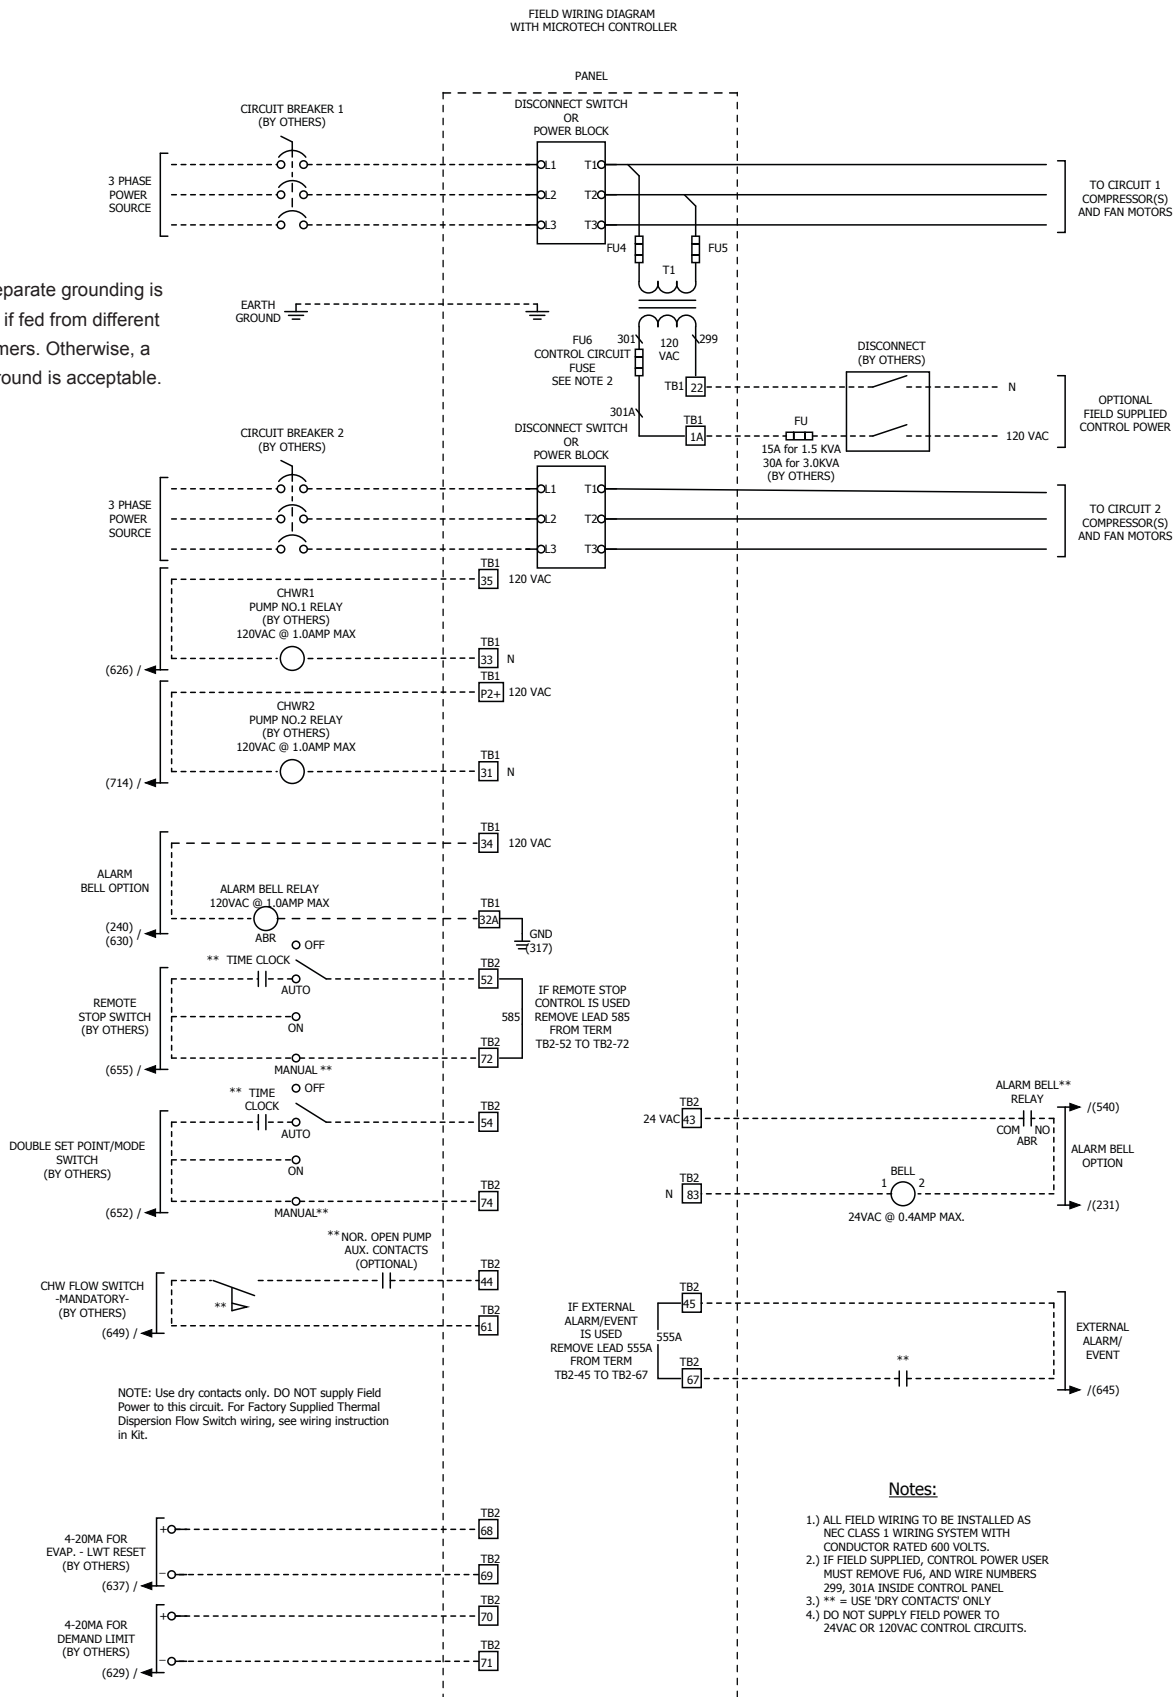 FIELD WIRING DIAGRAM
WITH MICROTECH CONTROLLER
PANEL
CIRCUIT BREAKER 1
(BY OTHERS)
DISCONNECT SWITCH
OR
POWER BLOCK
3 PHASE
POWER
SOURCE
L1
L2
L3
T1
T2
T3
TO CIRCUIT 1
COMPRESSOR(S)
AND FAN MOTORS
FU4
FU5
T1
eparate grounding is
if fed from different
mers. Otherwise, a
round is acceptable.
EARTH
GROUND
301
120
VAC
299
FU6
CONTROL CIRCUIT
FUSE
SEE NOTE 2
301A
TB1
22
TB1
1A
DISCONNECT
(BY OTHERS)
N
120 VAC
FU
15A for 1.5 KVA
30A for 3.0KVA
(BY OTHERS)
OPTIONAL
FIELD SUPPLIED
CONTROL POWER
CIRCUIT BREAKER 2
(BY OTHERS)
DISCONNECT SWITCH
OR
POWER BLOCK
3 PHASE
POWER
SOURCE
L1
L2
L3
T1
T2
T3
TO CIRCUIT 2
COMPRESSOR(S)
AND FAN MOTORS
TB1
35
120 VAC
CHWR1
PUMP NO.1 RELAY
(BY OTHERS)
120VAC @ 1.0AMP MAX
TB1
33
N
(626) /
TB1
P2+
120 VAC
CHWR2
PUMP NO.2 RELAY
(BY OTHERS)
120VAC @ 1.0AMP MAX
TB1
31
N
(714) /
TB1
34
120 VAC
ALARM
BELL OPTION
ALARM BELL RELAY
120VAC @ 1.0AMP MAX
ABR
TB1
32A
GND
(317)
(240)
(630) /
OFF
** TIME CLOCK
AUTO
ON
MANUAL **
TB2
52
585
TB2
72
REMOTE
STOP SWITCH
(BY OTHERS)
(655) /
IF REMOTE STOP
CONTROL IS USED
REMOVE LEAD 585
FROM TERM
TB2-52 TO TB2-72
OFF
** TIME
CLOCK
AUTO
ON
MANUAL**
TB2
54
TB2
74
DOUBLE SET POINT/MODE
SWITCH
(BY OTHERS)
(652) /
TB2
24 VAC
43
ALARM BELL**
RELAY
COM
NO
ABR
/(540)
ALARM BELL
OPTION
TB2
N
83
BELL
1
2
24VAC @ 0.4AMP MAX.
/(231)
**NOR. OPEN PUMP
AUX. CONTACTS
(OPTIONAL)
TB2
44
TB2
61
**
CHW FLOW SWITCH
-MANDATORY-
(BY OTHERS)
(649) /
IF EXTERNAL
ALARM/EVENT
IS USED
REMOVE LEAD 555A
FROM TERM
TB2-45 TO TB2-67
555A
TB2
45
TB2
67
**
EXTERNAL
ALARM/
EVENT
/(645)
NOTE: Use dry contacts only. DO NOT supply Field
Power to this circuit. For Factory Supplied Thermal
Dispersion Flow Switch wiring, see wiring instruction
in Kit.
4-20MA FOR
EVAP. - LWT RESET
(BY OTHERS)
(637) /
+
−
TB2
68
TB2
69
4-20MA FOR
DEMAND LIMIT
(BY OTHERS)
(629) /
+
−
TB2
70
TB2
71
Notes:
1.) ALL FIELD WIRING TO BE INSTALLED AS
NEC CLASS 1 WIRING SYSTEM WITH
CONDUCTOR RATED 600 VOLTS.
2.) IF FIELD SUPPLIED, CONTROL POWER USER
MUST REMOVE FU6, AND WIRE NUMBERS
299, 301A INSIDE CONTROL PANEL
3.) ** = USE 'DRY CONTACTS' ONLY
4.) DO NOT SUPPLY FIELD POWER TO
24VAC OR 120VAC CONTROL CIRCUITS.